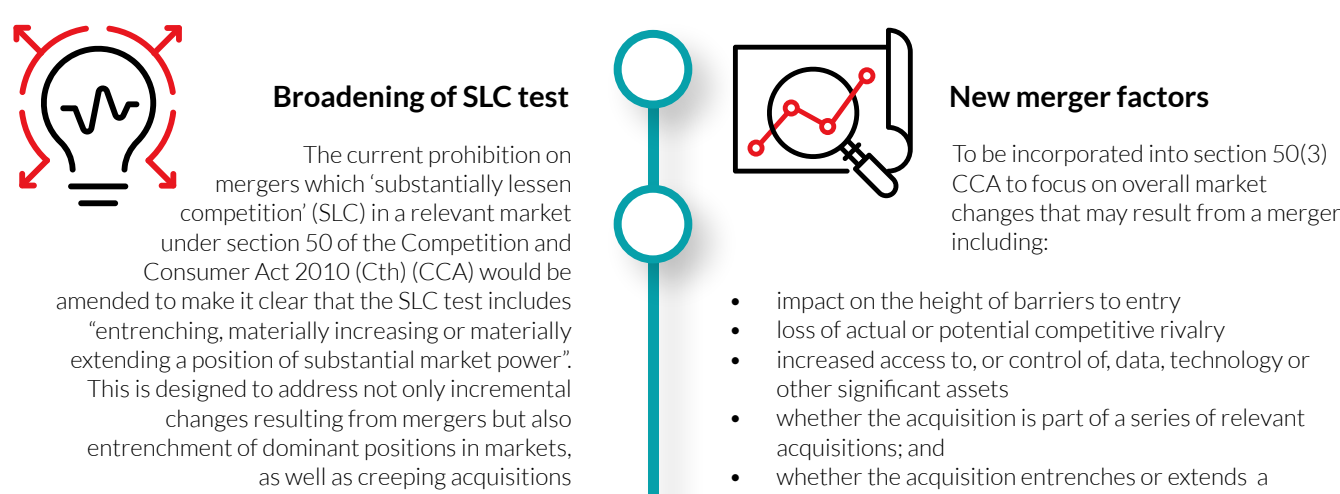 Broadening of SLC test
The current prohibition on
mergers which ‘substantially lessen
competition’ (SLC) in a relevant market
under section 50 of the Competition and
Consumer Act 2010 (Cth) (CCA) would be
amended to make it clear that the SLC test includes
“entrenching, materially increasing or materially
extending a position of substantial market power”.
This is designed to address not only incremental
changes resulting from mergers but also
entrenchment of dominant positions in markets,
as well as creeping acquisitions
New merger factors
To be incorporated into section 50(3)
CCA to focus on overall market
changes that may result from a merger
including:
• impact on the height of barriers to entry
• loss of actual or potential competitive rivalry
• increased access to, or control of, data, technology or
other significant assets
• whether the acquisition is part of a series of relevant
acquisitions; and
• whether the acquisition entrenches or extends a